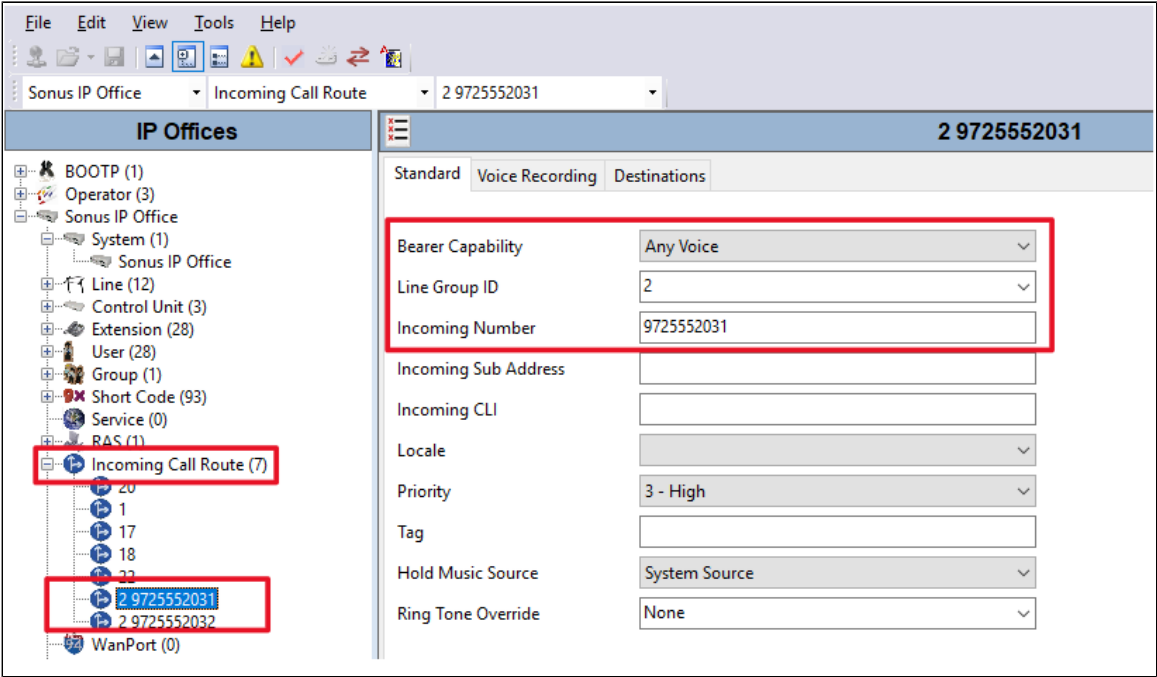 File Edit View Tools Help
Sonus IP Office Incoming Call Route 2 9725552031
IP Offices
2 9725552031
BOOTP (1)
Operator (3)
Sonus IP Office
System (1)
Sonus IP Office
Line (12)
Control Unit (3)
Extension (28)
User (28)
Group (1)
Short Code (93)
Service (0)
RAS (1)
Incoming Call Route (7)
20
1
17
18
22
2 9725552031
2 9725552032
WanPort (0)
Standard Voice Recording Destinations
Bearer Capability Any Voice
Line Group ID 2
Incoming Number 9725552031
Incoming Sub Address
Incoming CLI
Locale
Priority 3 - High
Tag
Hold Music Source System Source
Ring Tone Override None